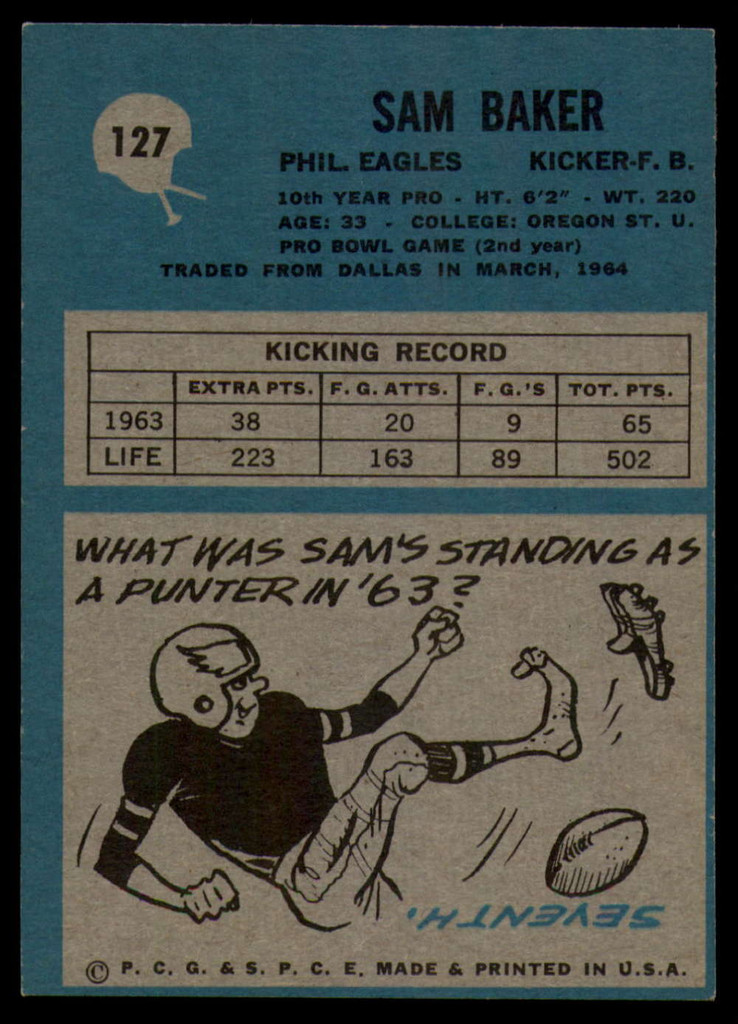 127
SAM BAKER
PHIL. EAGLES KICKER-F. B.
10th YEAR PRO - HT. 6'2" - WT. 220
AGE: 33 - COLLEGE: OREGON ST. U.
PRO BOWL GAME (2nd year)
TRADED FROM DALLAS IN MARCH, 1964
KICKING RECORD
EXTRA PTS. F. G. ATTS. F. G.'S TOT. PTS.
1963 38 20 9 65
LIFE 223 163 89 502
WHAT WAS SAM'S STANDING AS
A PUNTER IN '63?
SEVENTH.
© P. C. G. & S. P. C. E. MADE & PRINTED IN U.S.A.